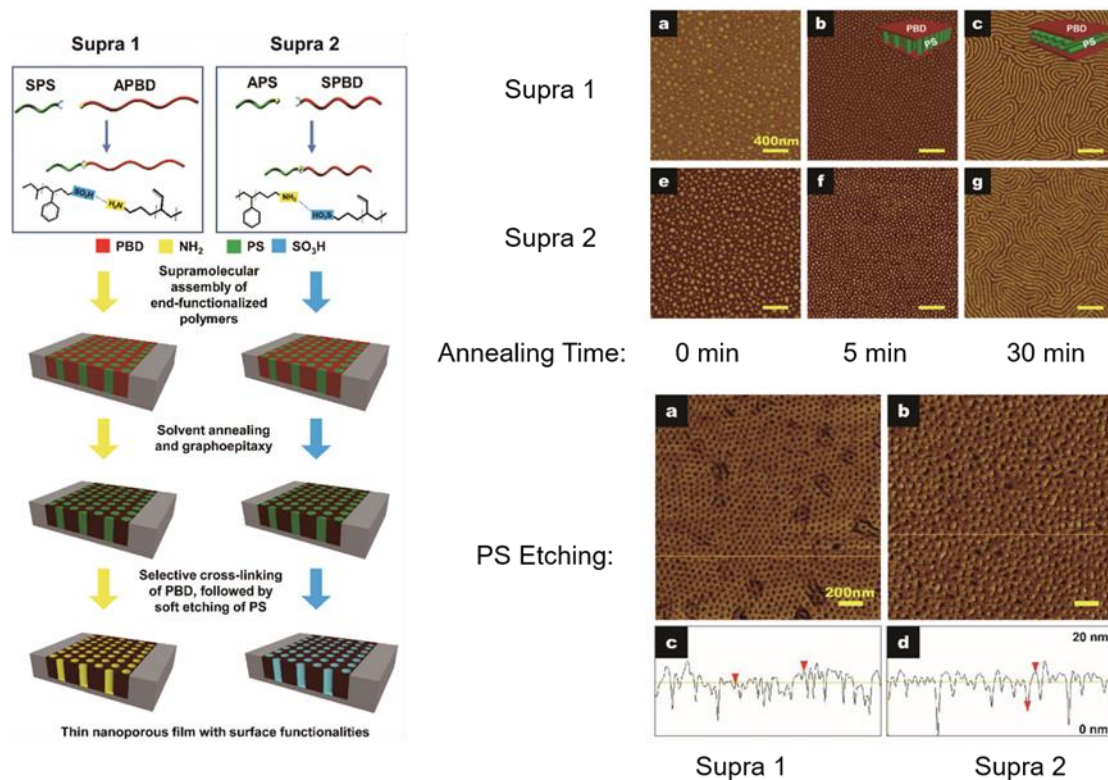 Supra 1
Supra 2
SPS
APBD
APS
SPBD
SO₃H
H₂N
NH₂
HO₃S
PBD
NH₂
PS
SO₃H
Supramolecular
assembly of
end-functionalized
polymers
Solvent annealing
and graphoepitaxy
Selective cross-linking
of PBD, followed by
soft etching of PS
Thin nanoporous film with surface functionalities
Supra 1
a
400nm
b
PBD
PS
c
PBD
PS
Supra 2
e
f
g
Annealing Time:
0 min
5 min
30 min
PS Etching:
a
200nm
b
c
d
20 nm
0 nm
Supra 1
Supra 2